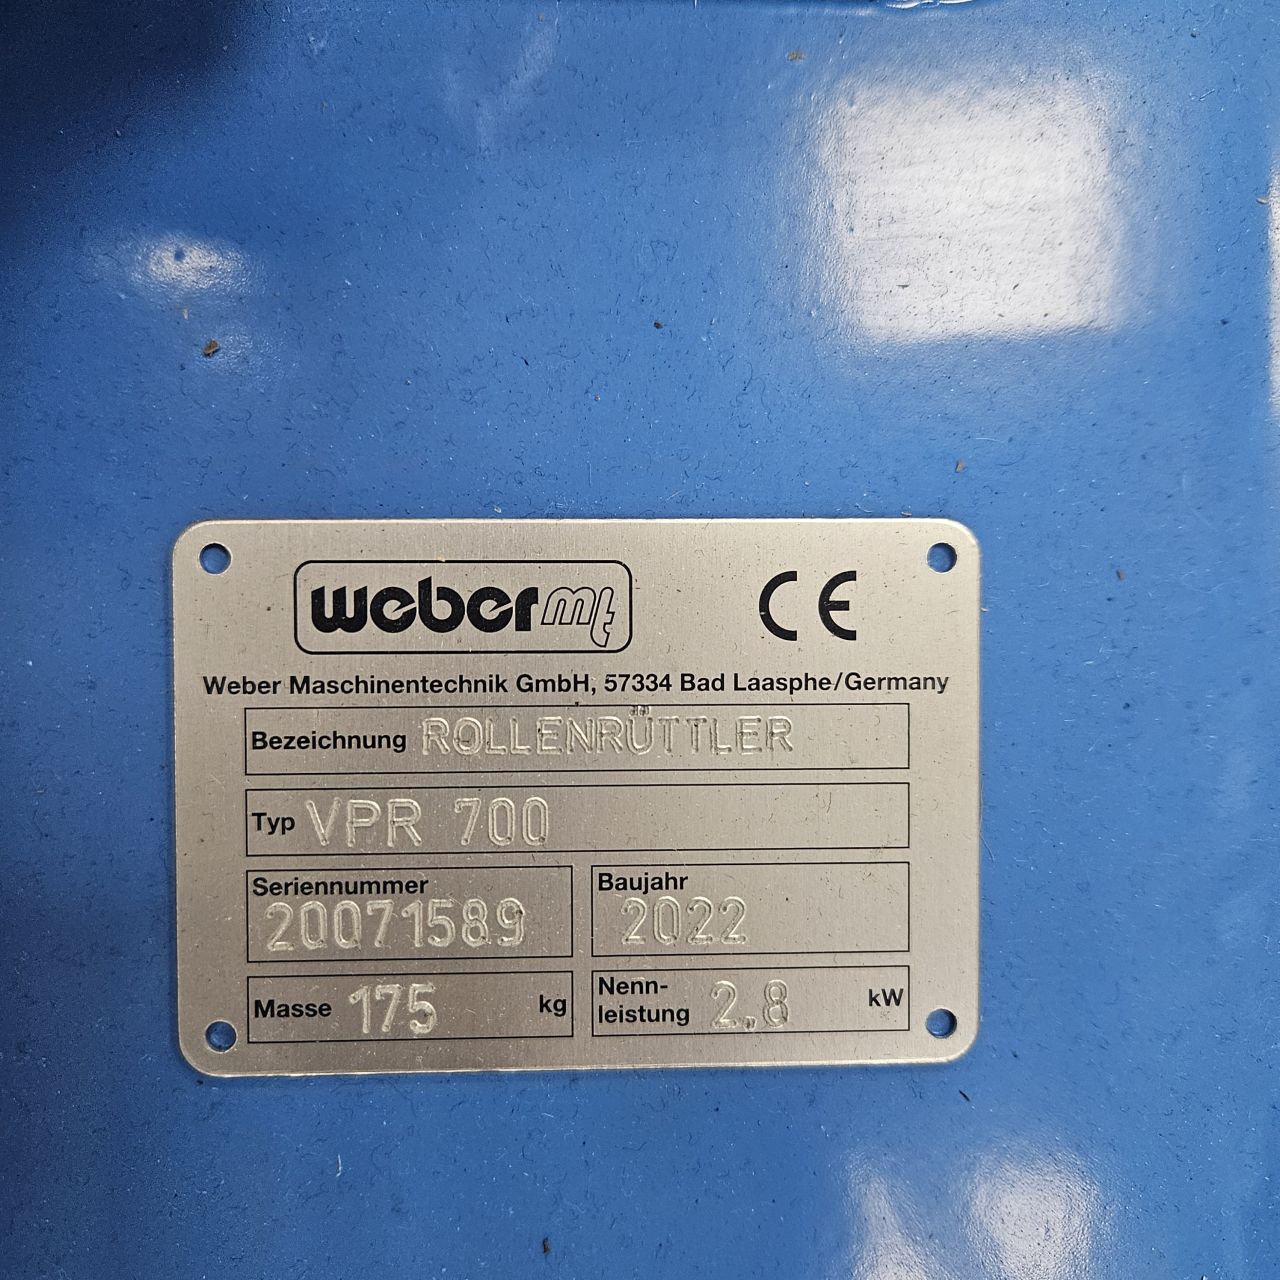 weber mt
CE
Weber Maschinentechnik GmbH, 57334 Bad Laasphe/Germany
Bezeichnung ROLLENRÜTTLER
Typ VPR 700
Seriennummer
20071589
Baujahr
2022
Masse 175 kg
Nenn-
leistung 2,8 kW